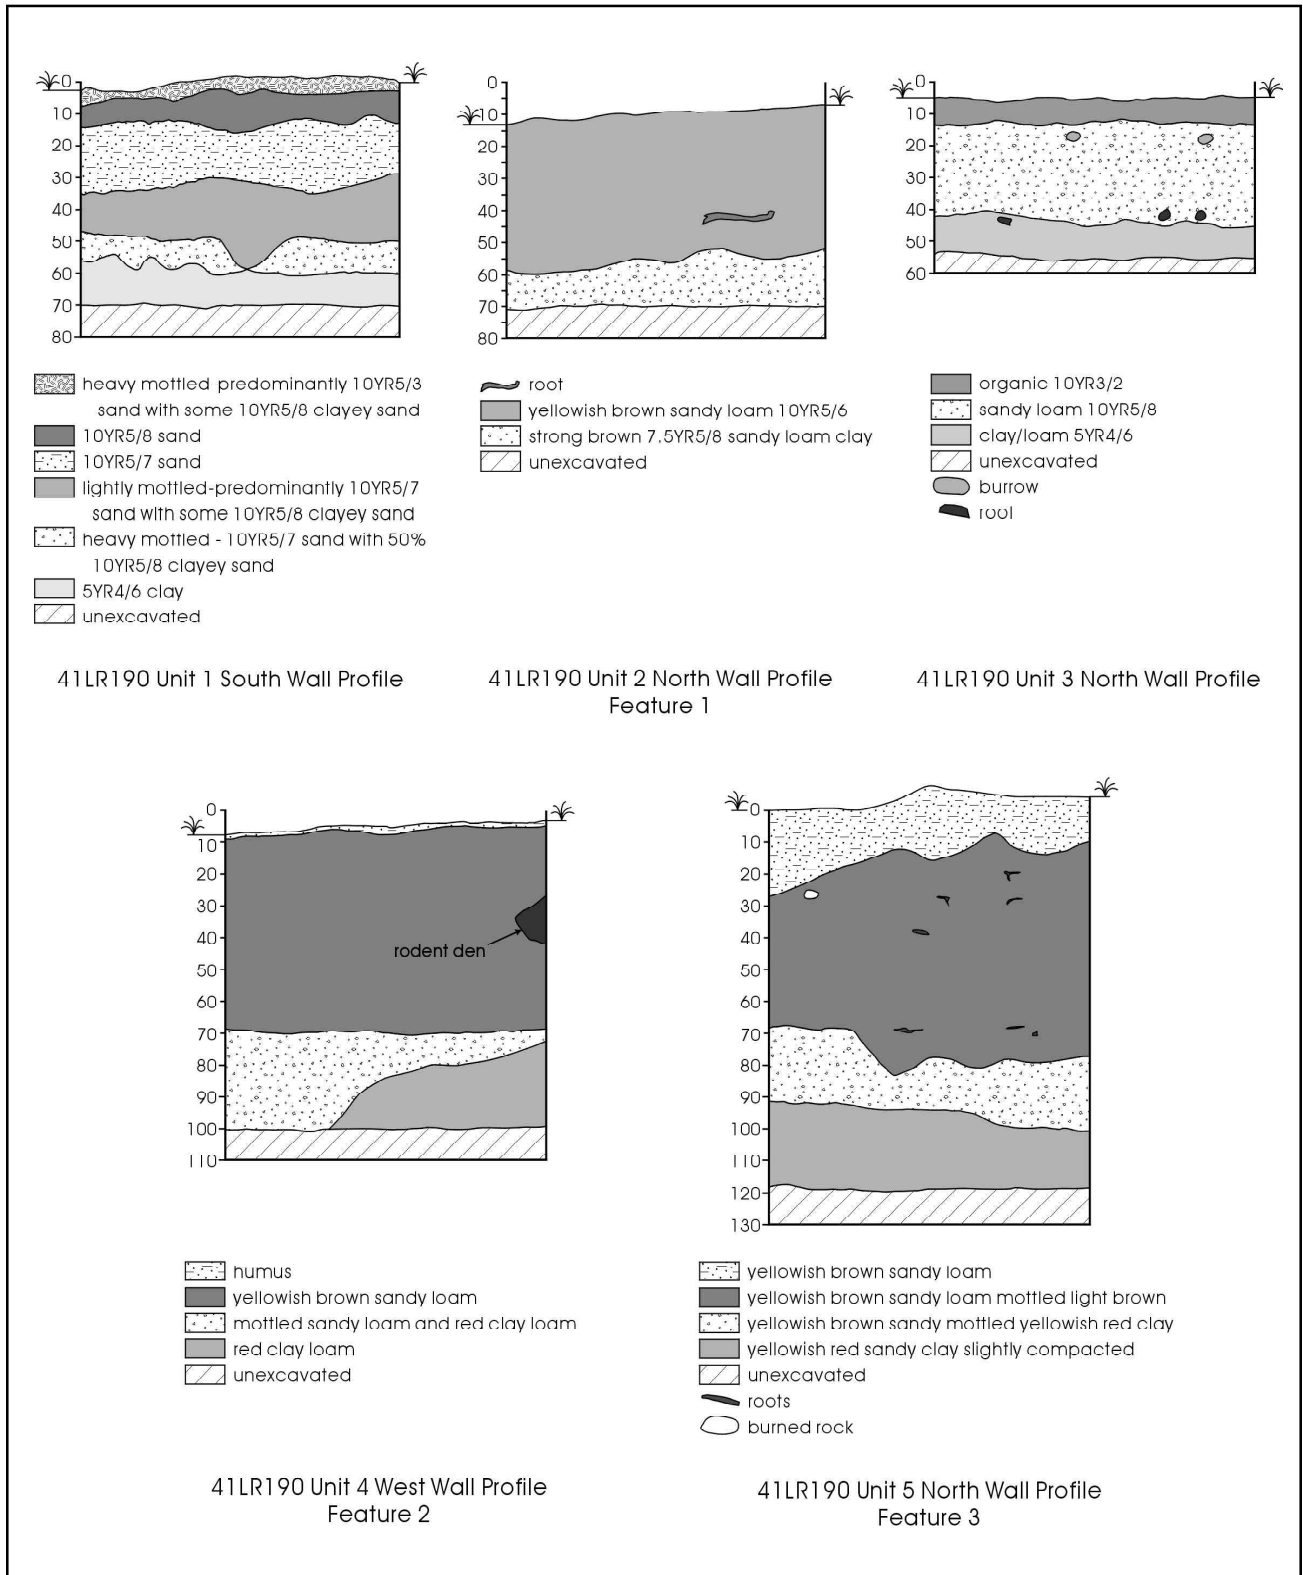 0
10
20
30
40
50
60
70
80
heavy mottled predominantly 10YR5/3
sand with some 10YR5/8 clayey sand
10YR5/8 sand
10YR5/7 sand
lightly mottled-predominantly 10YR5/7
sand with some 10YR5/8 clayey sand
heavy mottled - 10YR5/7 sand with 50%
10YR5/8 clayey sand
5YR4/6 clay
unexcavated
41LR190 Unit 1 South Wall Profile
0
10
20
30
40
50
60
70
80
root
yellowish brown sandy loam 10YR5/6
strong brown 7.5YR5/8 sandy loam clay
unexcavated
41LR190 Unit 2 North Wall Profile
Feature 1
0
10
20
30
40
50
60
organic 10YR3/2
sandy loam 10YR5/8
clay/loam 5YR4/6
unexcavated
burrow
root
41LR190 Unit 3 North Wall Profile
0
10
20
30
40
50
60
70
80
90
100
110
rodent den
humus
yellowish brown sandy loam
mottled sandy loam and red clay loam
red clay loam
unexcavated
41LR190 Unit 4 West Wall Profile
Feature 2
0
10
20
30
40
50
60
70
80
90
100
110
120
130
yellowish brown sandy loam
yellowish brown sandy loam mottled light brown
yellowish brown sandy mottled yellowish red clay
yellowish red sandy clay slightly compacted
unexcavated
roots
burned rock
41LR190 Unit 5 North Wall Profile
Feature 3